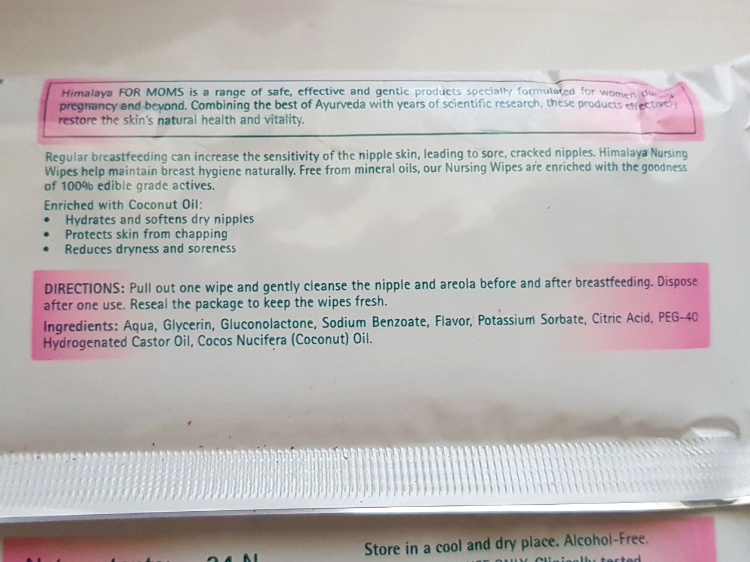 Himalaya FOR MOMS is a range of safe, effective and gentle products specially formulated for women
pregnancy and beyond. Combining the best of Ayurveda with years of scientific research, these products effectively
restore the skin's natural health and vitality.
Regular breastfeeding can increase the sensitivity of the nipple skin, leading to sore, cracked nipples. Himalaya Nursing
Wipes help maintain breast hygiene naturally. Free from mineral oils, our Nursing Wipes are enriched with the goodness
of 100% edible grade actives.
Enriched with Coconut Oil:
• Hydrates and softens dry nipples
• Protects skin from chapping
• Reduces dryness and soreness
DIRECTIONS: Pull out one wipe and gently cleanse the nipple and areola before and after breastfeeding. Dispose
after one use. Reseal the package to keep the wipes fresh.
Ingredients: Aqua, Glycerin, Gluconolactone, Sodium Benzoate, Flavor, Potassium Sorbate, Citric Acid, PEG-40
Hydrogenated Castor Oil, Cocos Nucifera (Coconut) Oil.
Store in a cool and dry place. Alcohol-Free.
ONLY Clinically tested